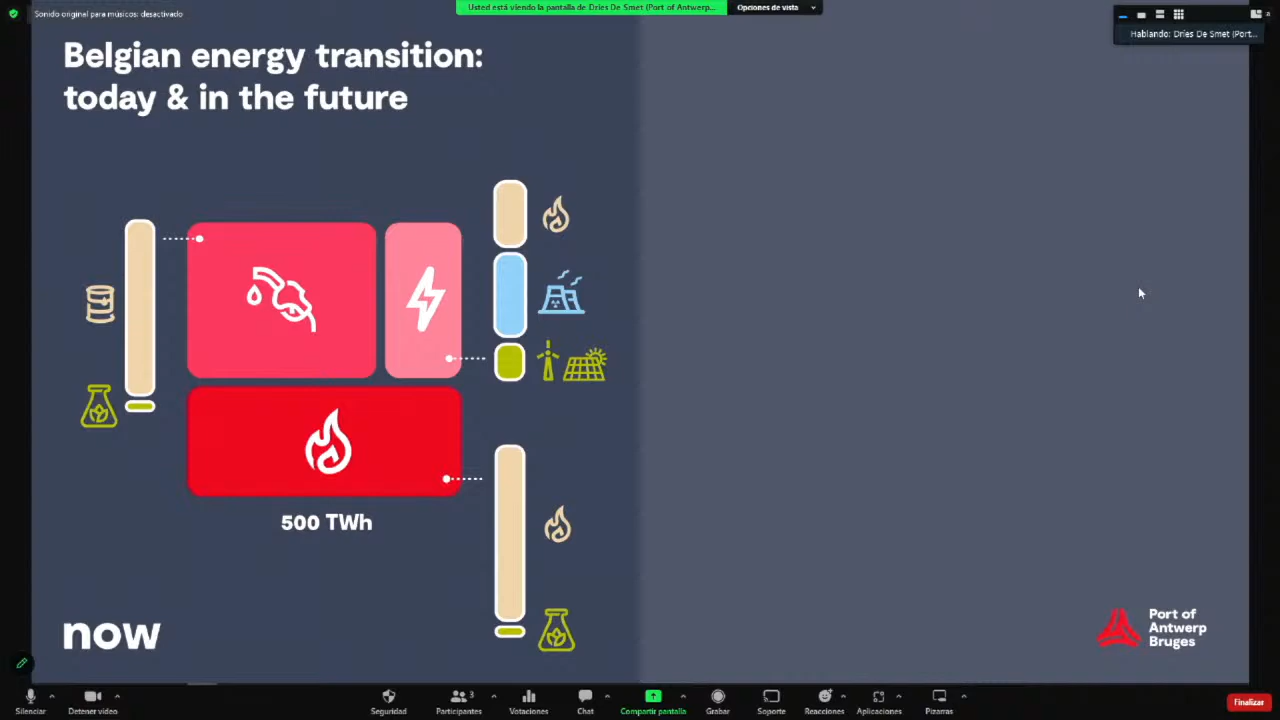 Sonido original para músicos: desactivado
Usted está viendo la pantalla de Dries De Smet (Port of Antwerp...
Opciones de vista
Hablando: Dries De Smet (Port...
Belgian energy transition:
today & in the future
500 TWh
now
Port of
Antwerp
Bruges
Silenciar
Detener vídeo
Seguridad
Participantes
3
Votaciones
Chat
Compartir pantalla
Grabar
Soporte
Reacciones
Aplicaciones
Pizarras
Finalizar